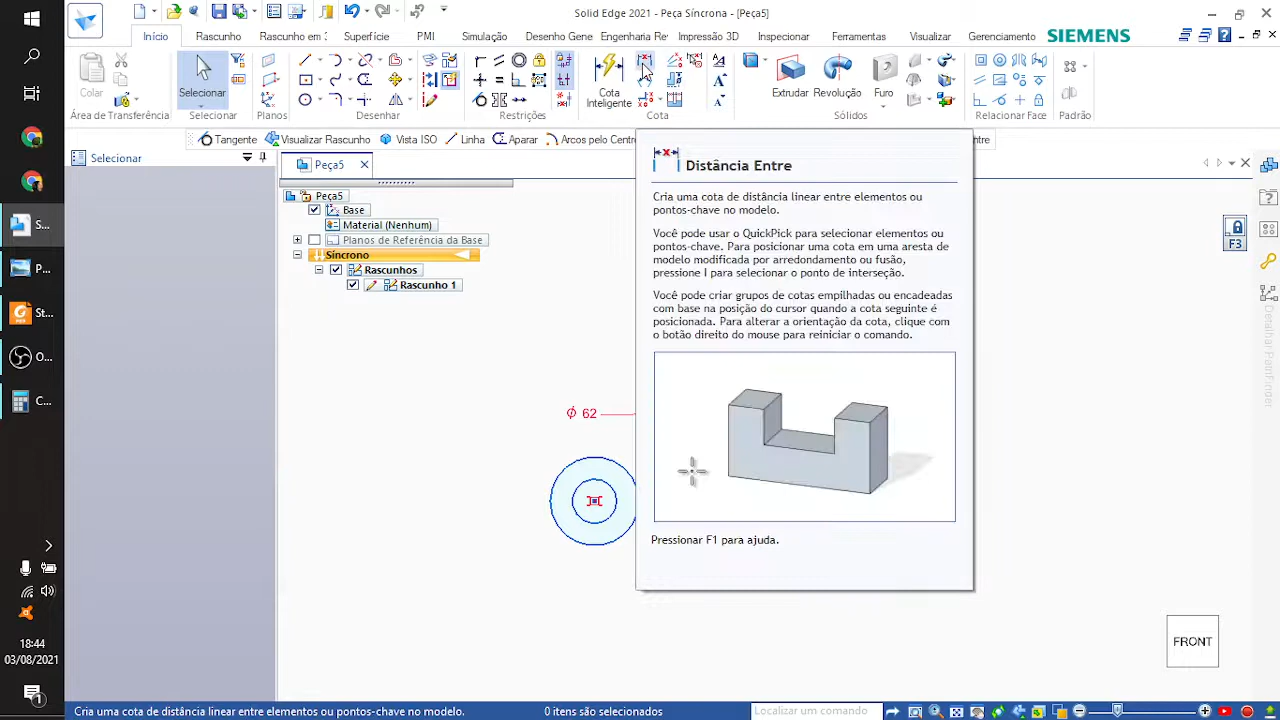 Solid Edge 2021 - Peça Síncrona - [Peça5]
Início
Rascunho
Rascunho em :
Superfície
PMI
Simulação
Desenho Gene
Engenharia Re
Impressão 3D
Inspecionar
Ferramentas
Visualizar
Gerenciamento
SIEMENS
Colar
Selecionar
Cota
Inteligente
Extrudar
Revolução
Furo
Área de Transferência
Selecionar
Planos
Desenhar
Restrições
Cota
Sólidos
Relacionar Face
Padrão
Tangente
Visualizar Rascunho
Vista ISO
Linha
Aparar
Arcos pelo Centro
ntre
Selecionar
Peça5
Peça5
Base
Material (Nenhum)
Planos de Referência da Base
Síncrono
Rascunhos
Rascunho 1
Distância Entre
Cria uma cota de distância linear entre elementos ou
pontos-chave no modelo.
Você pode usar o QuickPick para selecionar elementos ou
pontos-chave. Para posicionar uma cota em uma aresta de
modelo modificada por arredondamento ou fusão,
pressione I para selecionar o ponto de interseção.
Você pode criar grupos de cotas empilhadas ou encadeadas
com base na posição do cursor quando a cota seguinte é
posicionada. Para alterar a orientação da cota, clique com
o botão direito do mouse para reiniciar o comando.
Pressionar F1 para ajuda.
Ø 62
F3
Detalhar PathFinder
FRONT
S...
P...
St...
O...
C...
18:44
03/08/2021
1
Cria uma cota de distância linear entre elementos ou pontos-chave no modelo.
0 itens são selecionados
Localizar um comando